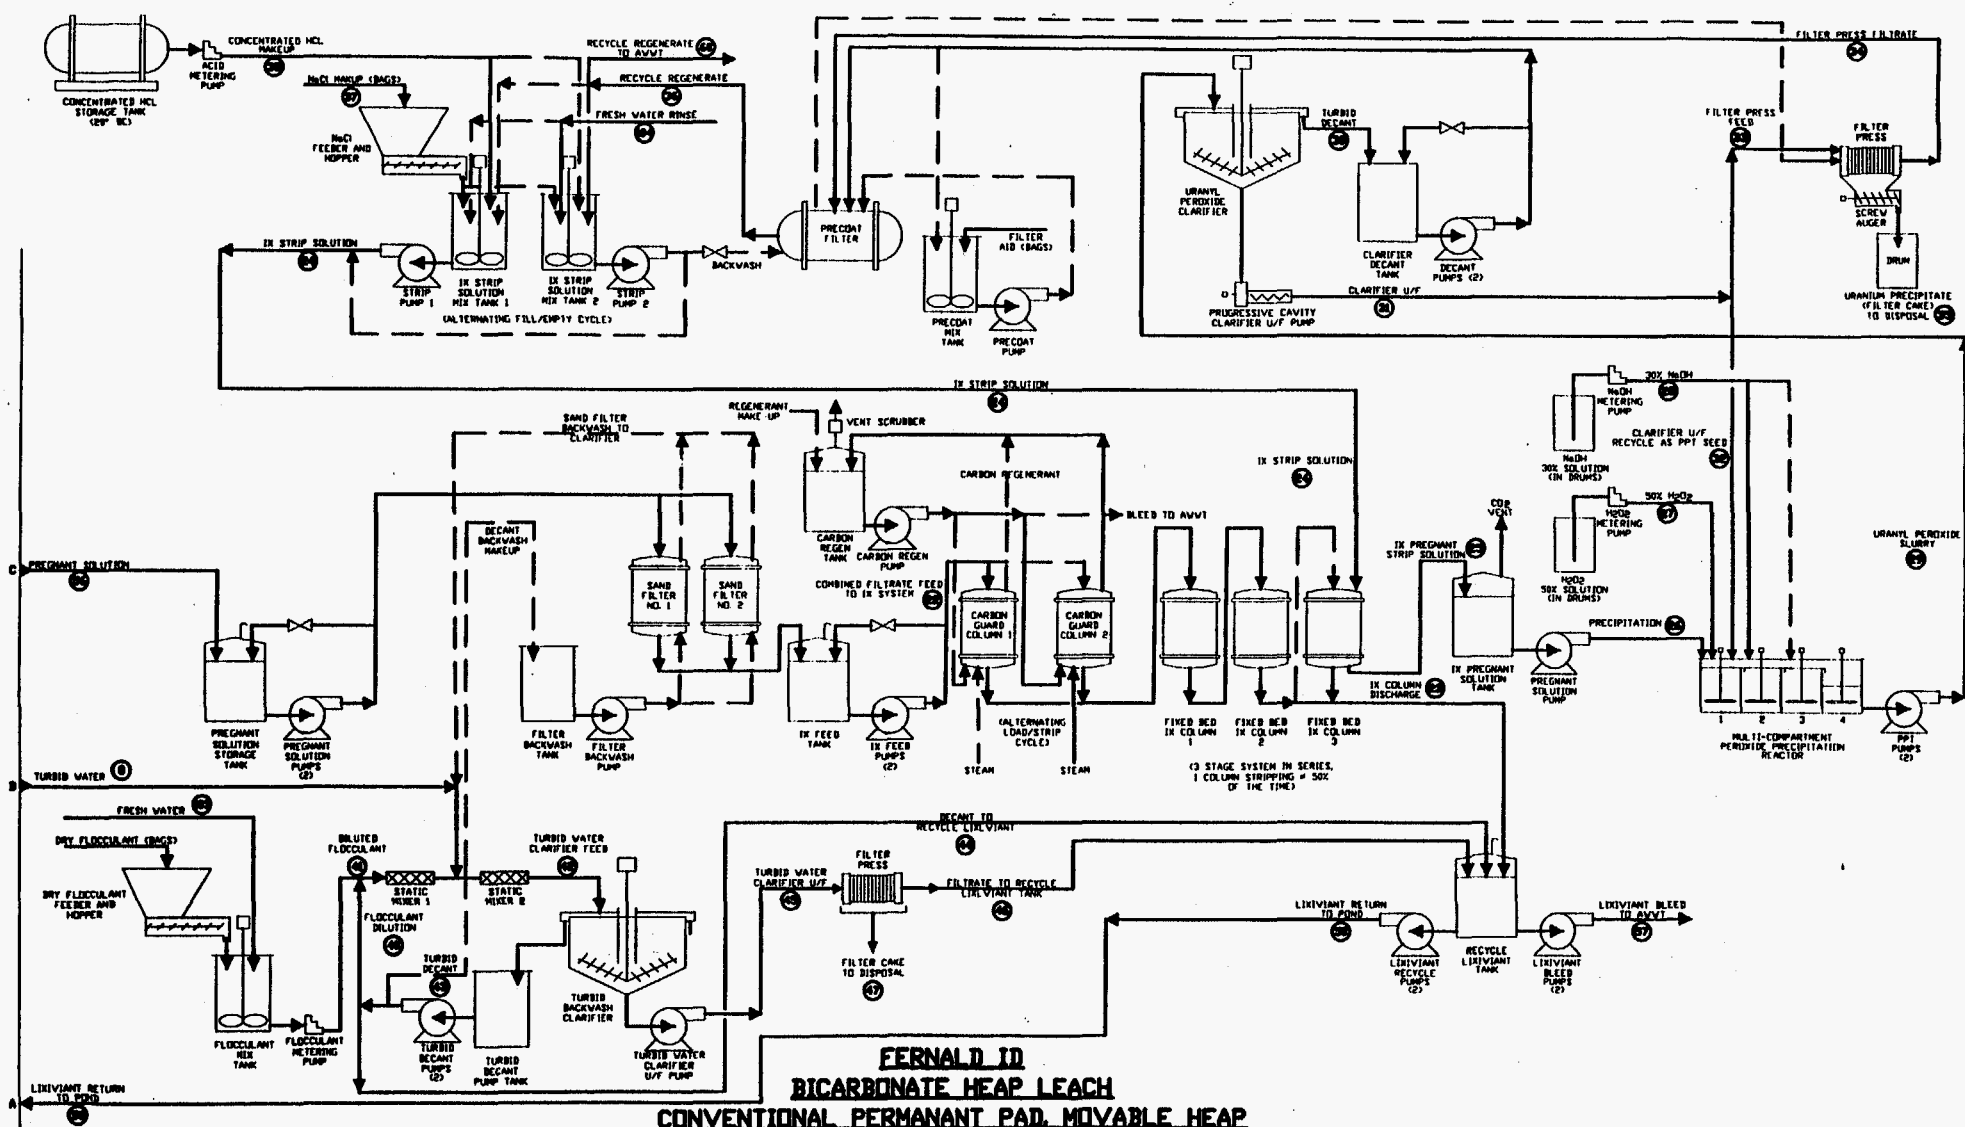 CONCENTRATED HCL
STORAGE TANK
ACID
METERING
PUMP
CONCENTRATED HCL
MAKEUP
NaCl MAKUP (BAGS)
NaCl
FEEDER AND
HOPPER
RECYCLE REGENERATE
TO AWWT
RECYCLE REGENERATE
FRESH WATER RINSE
IX STRIP SOLUTION
STRIP
PUMP 1
IX STRIP
SOLUTION
MIX TANK 1
IX STRIP
SOLUTION
MIX TANK 2
STRIP
PUMP 2
(ALTERNATING FILL/EMPTY CYCLE)
BACKWASH
PRECOAT
FILTER
FILTER
AID (BAGS)
PRECOAT
MIX
TANK
PRECOAT
PUMP
URANYL
PEROXIDE
CLARIFIER
TURBID
DECANT
CLARIFIER
DECANT
TANK
DECANT
PUMPS (2)
PROGRESSIVE CAVITY
CLARIFIER U/F PUMP
CLARIFIER U/F
31
FILTER PRESS FILTRATE
34
FILTER PRESS
FEED
FILTER
PRESS
SCREW
AUGER
DRUM
URANIUM PRECIPITATE
(FILTER CAKE)
TO DISPOSAL
IX STRIP SOLUTION
24
SAND FILTER
BACKWASH TO
CLARIFIER
REGENERANT
MAKE-UP
VENT SCRUBBER
CARBON REGENERANT
IX STRIP SOLUTION
24
30% NaOH
NaOH
METERING
PUMP
NaOH
30% SOLUTION
(IN DRUMS)
CLARIFIER U/F
RECYCLE AS PPT SEED
50% H2O2
27
H2O2
METERING
PUMP
H2O2
50% SOLUTION
(IN DRUMS)
CO2
VENT
IX PREGNANT
STRIP SOLUTION
URANYL PEROXIDE
SLURRY
DECANT
BACKWASH
MAKEUP
CARBON
REGEN
TANK
CARBON REGEN
PUMP
BLEED TO AWWT
COMBINED FILTRATE FEED
TO IX SYSTEM
C
PREGNANT SOLUTION
SAND
FILTER
NO. 1
SAND
FILTER
NO. 2
CARBON
GUARD
COLUMN 1
CARBON
GUARD
COLUMN 2
PRECIPITATION
PREGNANT
SOLUTION
STORAGE
TANK
PREGNANT
SOLUTION
PUMPS
(2)
FILTER
BACKWASH
TANK
FILTER
BACKWASH
PUMP
IX FEED
TANK
IX FEED
PUMPS
(2)
(ALTERNATING
LOAD/STRIP
CYCLE)
STEAM
STEAM
FIXED BED
IX COLUMN
1
FIXED BED
IX COLUMN
2
FIXED BED
IX COLUMN
3
(3 STAGE SYSTEM IN SERIES,
1 COLUMN STRIPPING ≠ 50%
OF THE TIME)
IX COLUMN
DISCHARGE
IX PREGNANT
SOLUTION
TANK
PREGNANT
SOLUTION
PUMP
1 2 3 4
MULTI-COMPARTMENT
PEROXIDE PRECIPITATION
REACTOR
PPT
PUMPS
(2)
B
TURBID WATER
FRESH WATER
DRY FLOCCULANT (BAGS)
DRY FLOCCULANT
FEEDER AND
HOPPER
DILUTED
FLOCCULANT
41
STATIC
MIXER 1
TURBID WATER
CLARIFIER FEED
42
STATIC
MIXER 2
FLOCCULANT
DILUTION
TURBID
DECANT
43
FLOCCULANT
MIX
TANK
FLOCCULANT
METERING
PUMP
TURBID
DECANT
PUMPS
(2)
TURBID
DECANT
PUMP TANK
TURBID
BACKWASH
CLARIFIER
TURBID WATER
CLARIFIER
U/F PUMP
DECANT TO
RECYCLE LIXIVIANT
44
TURBID WATER
CLARIFIER U/F
45
FILTER
PRESS
FILTRATE TO RECYCLE
LIXIVIANT TANK
46
FILTER CAKE
TO DISPOSAL
47
LIXIVIANT RETURN
TO POND
LIXIVIANT BLEED
TO AWWT
57
LIXIVIANT
RECYCLE
PUMPS
(2)
RECYCLE
LIXIVIANT
TANK
LIXIVIANT
BLEED
PUMPS
(2)
A
LIXIVIANT RETURN
TO POND
FERNALD ID
BICARBONATE HEAP LEACH
CONVENTIONAL PERMANANT PAD, MOVABLE HEAP